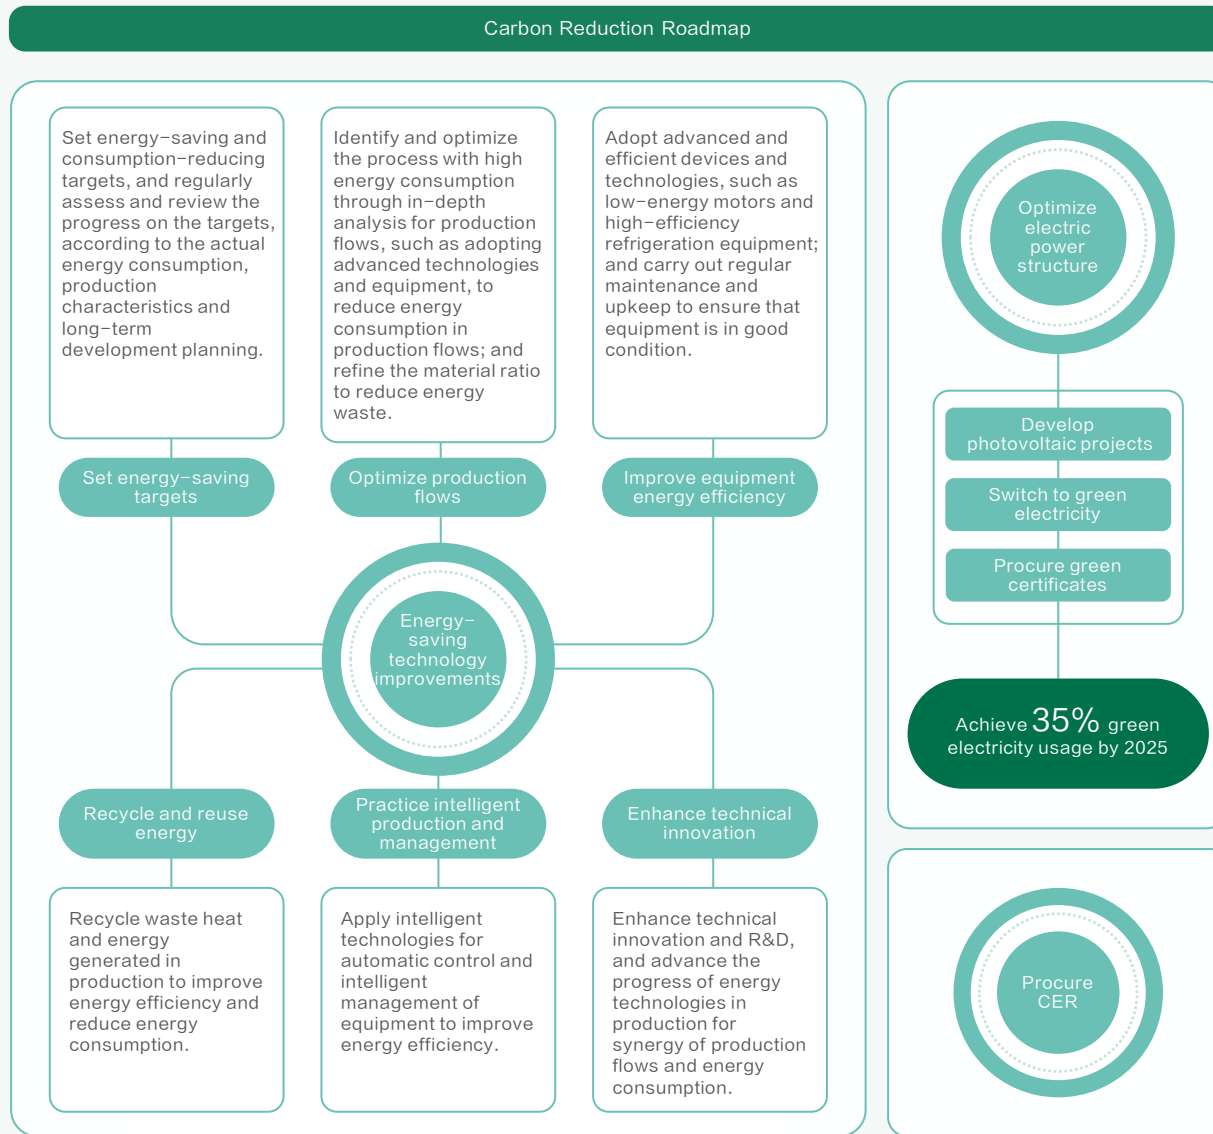 Carbon Reduction Roadmap
Set energy-saving and
consumption-reducing
targets, and regularly
assess and review the
progress on the targets,
according to the actual
energy consumption,
production
characteristics and
long-term
development planning.
Identify and optimize
the process with high
energy consumption
through in-depth
analysis for production
flows, such as adopting
advanced technologies
and equipment, to
reduce energy
consumption in
production flows; and
refine the material ratio
to reduce energy
waste.
Adopt advanced and
efficient devices and
technologies, such as
low-energy motors and
high-efficiency
refrigeration equipment;
and carry out regular
maintenance and
upkeep to ensure that
equipment is in good
condition.
Set energy-saving
targets
Optimize production
flows
Improve equipment
energy efficiency
Energy-
saving
technology
improvements
Recycle and reuse
energy
Practice intelligent
production and
management
Enhance technical
innovation
Recycle waste heat
and energy
generated in
production to improve
energy efficiency and
reduce energy
consumption.
Apply intelligent
technologies for
automatic control and
intelligent
management of
equipment to improve
energy efficiency.
Enhance technical
innovation and R&D,
and advance the
progress of energy
technologies in
production for
synergy of production
flows and energy
consumption.
Optimize
electric
power
structure
Develop
photovoltaic projects
Switch to green
electricity
Procure green
certificates
Achieve 35% green
electricity usage by 2025
Procure
CER